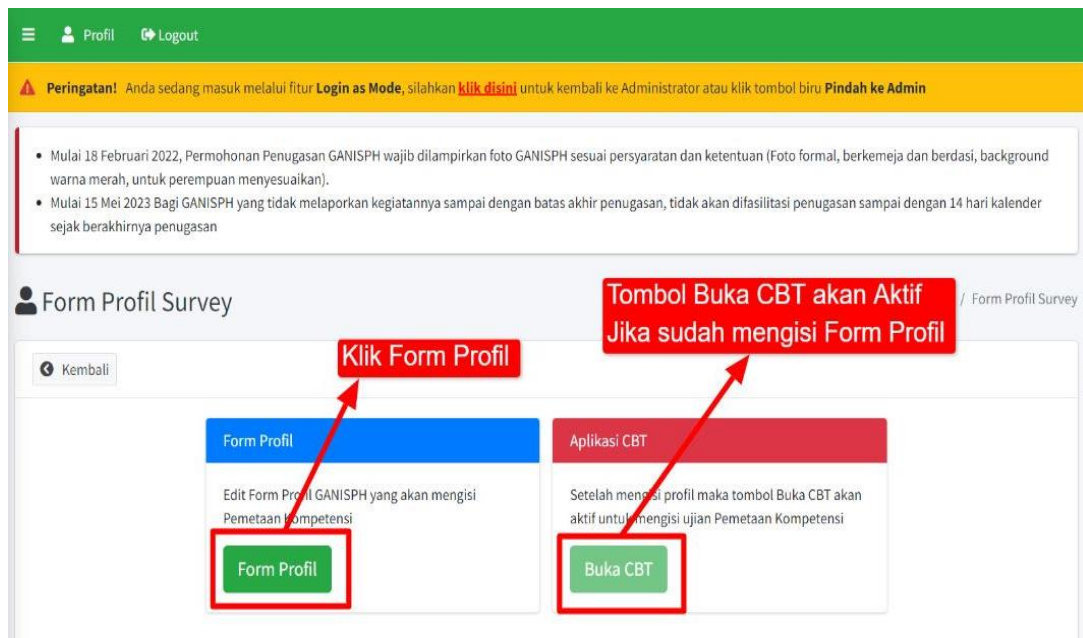 Profil Logout
Peringatan! Anda sedang masuk melalui fitur Login as Mode, silahkan klik disini untuk kembali ke Administrator atau klik tombol biru Pindah ke Admin
Mulai 18 Februari 2022, Permohonan Penugasan GANISPH wajib dilampirkan foto GANISPH sesuai persyaratan dan ketentuan (Foto formal, berkemeja dan berdasi, background
warna merah, untuk perempuan menyesuaikan).
Mulai 15 Mei 2023 Bagi GANISPH yang tidak melaporkan kegiatannya sampai dengan batas akhir penugasan, tidak akan difasilitasi penugasan sampai dengan 14 hari kalender
sejak berakhirnya penugasan
Form Profil Survey
Tombol Buka CBT akan Aktif
Jika sudah mengisi Form Profil
/ Form Profil Survey
Kembali
Klik Form Profil
Form Profil
Edit Form Profil GANISPH yang akan mengisi
Pemetaan Kompetensi
Form Profil
Aplikasi CBT
Setelah mengisi profil maka tombol Buka CBT akan
aktif untuk mengisi ujian Pemetaan Kompetensi
Buka CBT